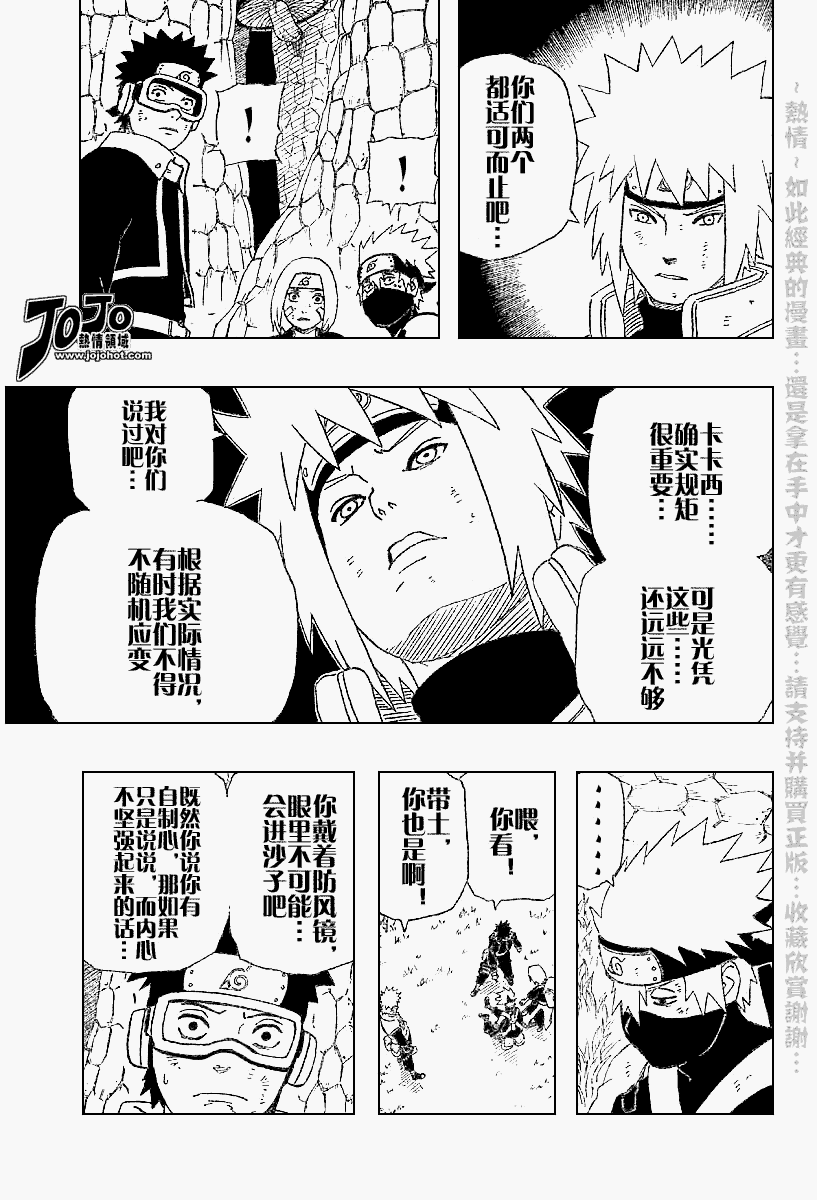 你们两个
都适可而止吧…
！
！
卡卡西……
确实规矩
很重要…
可是光凭
这些……
还远远不够
我对你们
说过吧…
根据实际情况，
有时我们不得
不随机应变
……
喂，
你看！
带土，
你也是啊！
你戴着防风镜，
眼里不可能…
会进沙子吧
既然你说你有
自制心，那如果
只是说说，而内心
不坚强起来的话…
JOJO
熱情領域
www.jojohot.com
~熱情~如此經典的漫畫…還是拿在手中才更有感覺…請支持并購買正版…收藏欣賞謝謝…